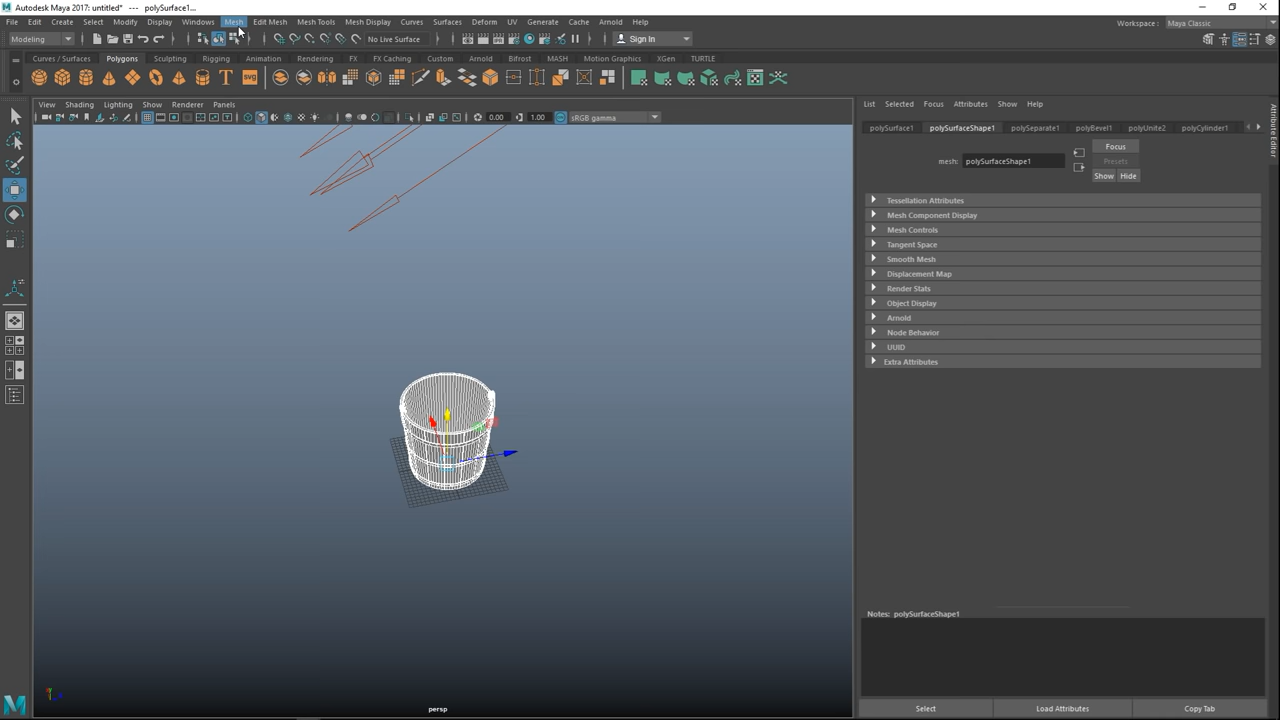 Autodesk Maya 2017: untitled* --- polySurface1...
File Edit Create Select Modify Display Windows Mesh Edit Mesh Mesh Tools Mesh Display Curves Surfaces Deform UV Generate Cache Arnold Help
Workspace : Maya Classic
Modeling No Live Surface Sign In
Curves / Surfaces Polygons Sculpting Rigging Animation Rendering FX FX Caching Custom Arnold Bifrost MASH Motion Graphics XGen TURTLE
T SVG
View Shading Lighting Show Renderer Panels
0.00 1.00 sRGB gamma
persp
List Selected Focus Attributes Show Help
polySurface1 polySurfaceShape1 polySeparate1 polyBevel1 polyUnite2 polyCylinder1
Focus
mesh: polySurfaceShape1
Presets
Show Hide
Tessellation Attributes
Mesh Component Display
Mesh Controls
Tangent Space
Smooth Mesh
Displacement Map
Render Stats
Object Display
Arnold
Node Behavior
UUID
Extra Attributes
Notes: polySurfaceShape1
Select Load Attributes Copy Tab
Attribute Editor